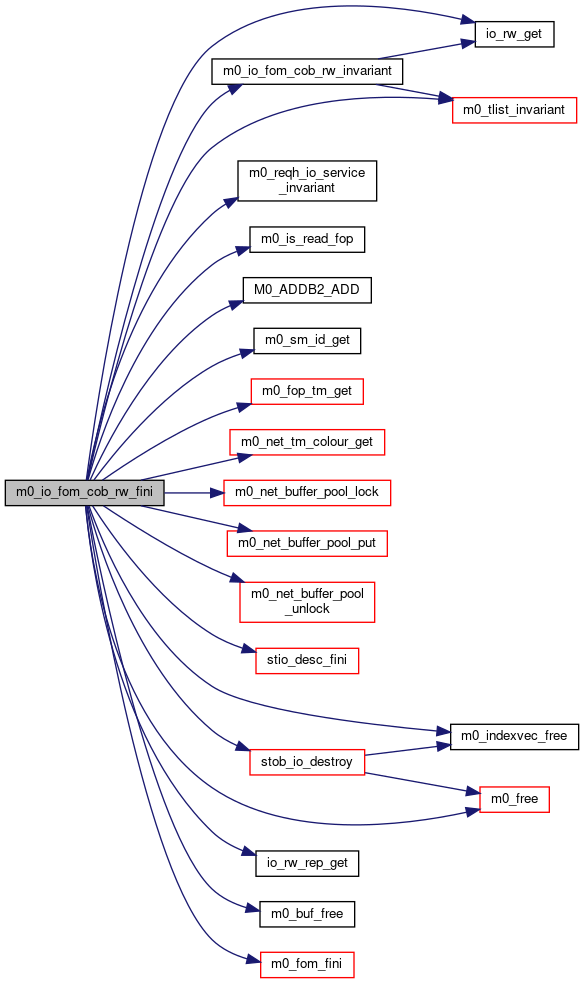 io_rw_get
m0_io_fom_cob_rw_invariant
m0_tlist_invariant
m0_reqh_io_service
_invariant
m0_is_read_fop
M0_ADDB2_ADD
m0_sm_id_get
m0_fop_tm_get
m0_net_tm_colour_get
m0_io_fom_cob_rw_fini
m0_net_buffer_pool_lock
m0_net_buffer_pool_put
m0_net_buffer_pool
_unlock
stio_desc_fini
m0_indexvec_free
stob_io_destroy
m0_free
io_rw_rep_get
m0_buf_free
m0_fom_fini